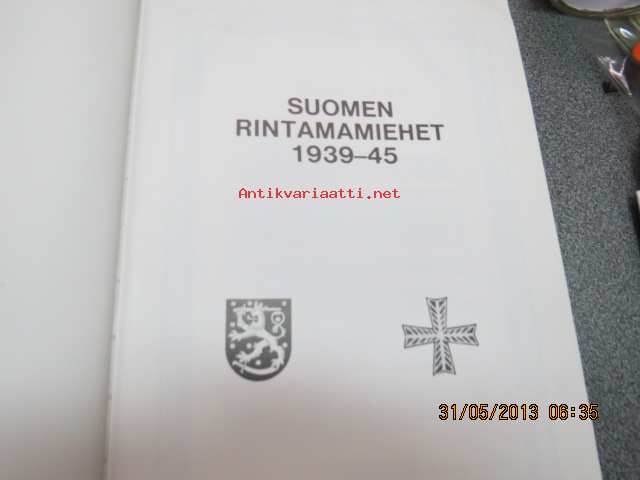 SUOMEN
RINTAMAMIEHET
1939–45
Antikvariaatti.net
31/05/2013 06:35